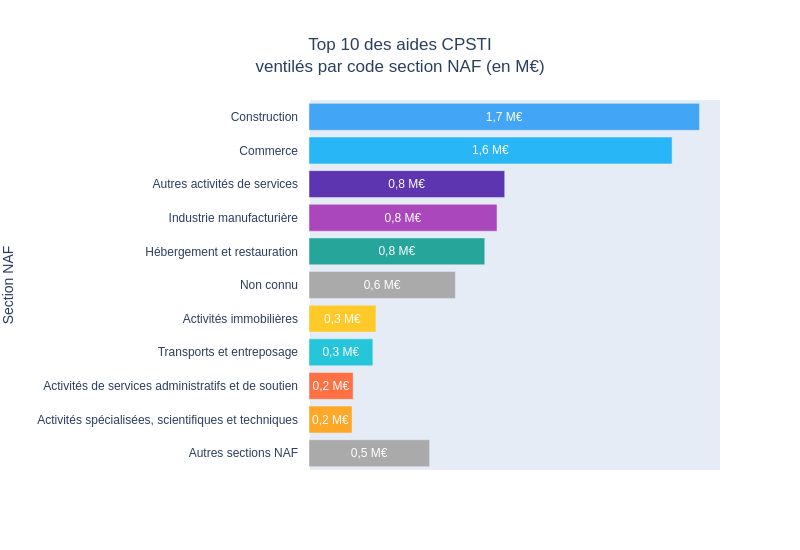 Top 10 des aides CPSTI
ventilés par code section NAF (en M€)
Section NAF
Construction 1,7 M€
Commerce 1,6 M€
Autres activités de services 0,8 M€
Industrie manufacturière 0,8 M€
Hébergement et restauration 0,8 M€
Non connu 0,6 M€
Activités immobilières 0,3 M€
Transports et entreposage 0,3 M€
Activités de services administratifs et de soutien 0,2 M€
Activités spécialisées, scientifiques et techniques 0,2 M€
Autres sections NAF 0,5 M€